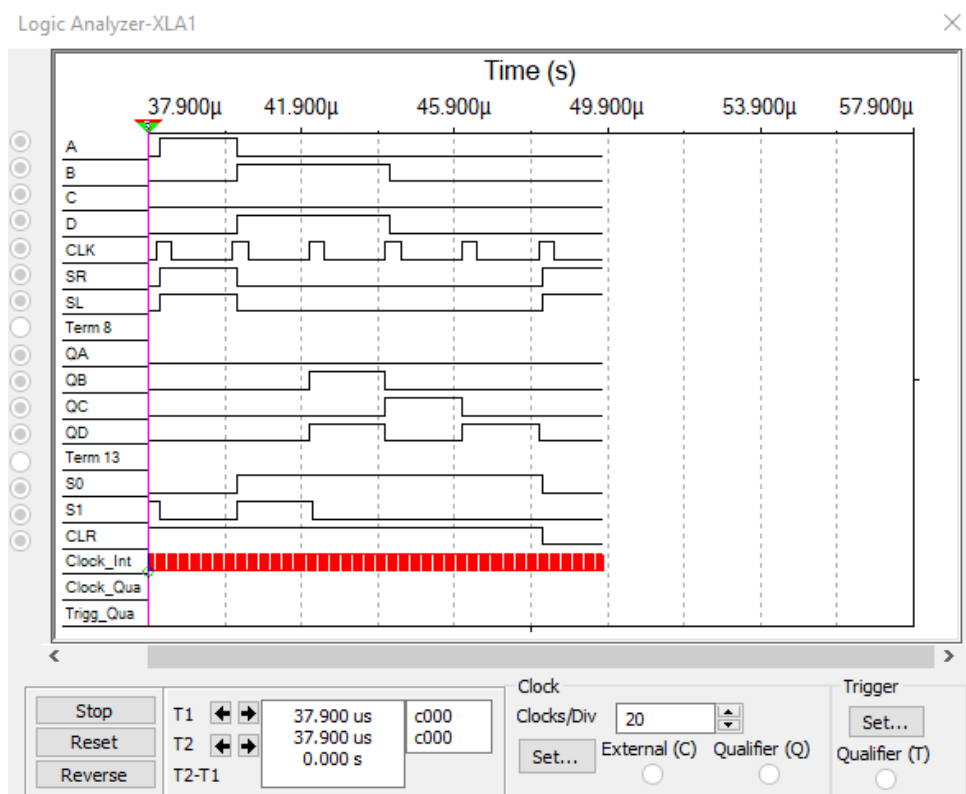 Logic Analyzer-XLA1
Time (s)
37.900µ 41.900µ 45.900µ 49.900µ 53.900µ 57.900µ
A
B
C
D
CLK
SR
SL
Term 8
QA
QB
QC
QD
Term 13
S0
S1
CLR
Clock_Int
Clock_Qua
Trigg_Qua
Stop
Reset
Reverse
T1
T2
T2-T1
37.900 us
37.900 us
0.000 s
c000
c000
Clock
Clocks/Div 20
Set... External (C) Qualifier (Q)
Trigger
Set...
Qualifier (T)